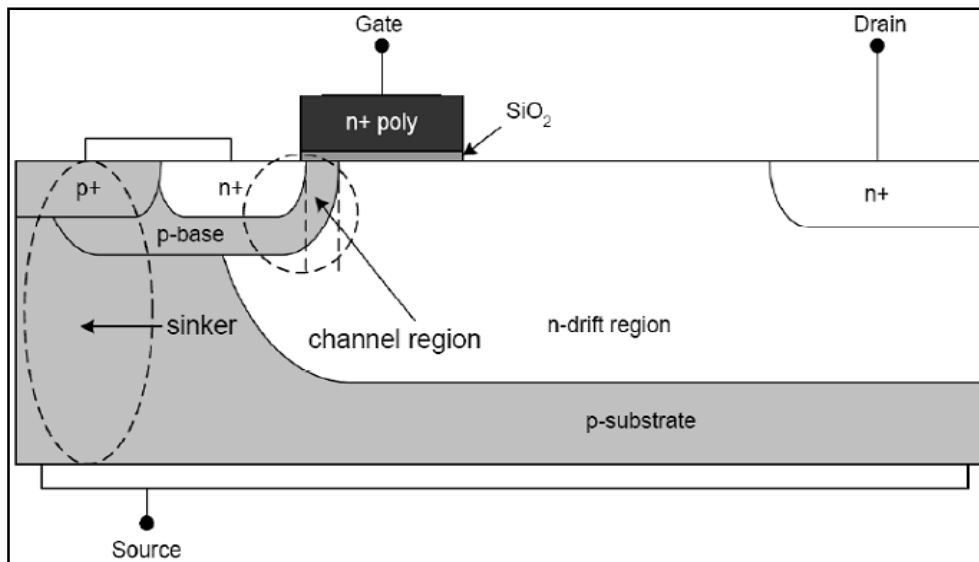 Gate
Drain
SiO₂
n+ poly
p+
n+
n+
p-base
sinker
channel region
n-drift region
p-substrate
Source